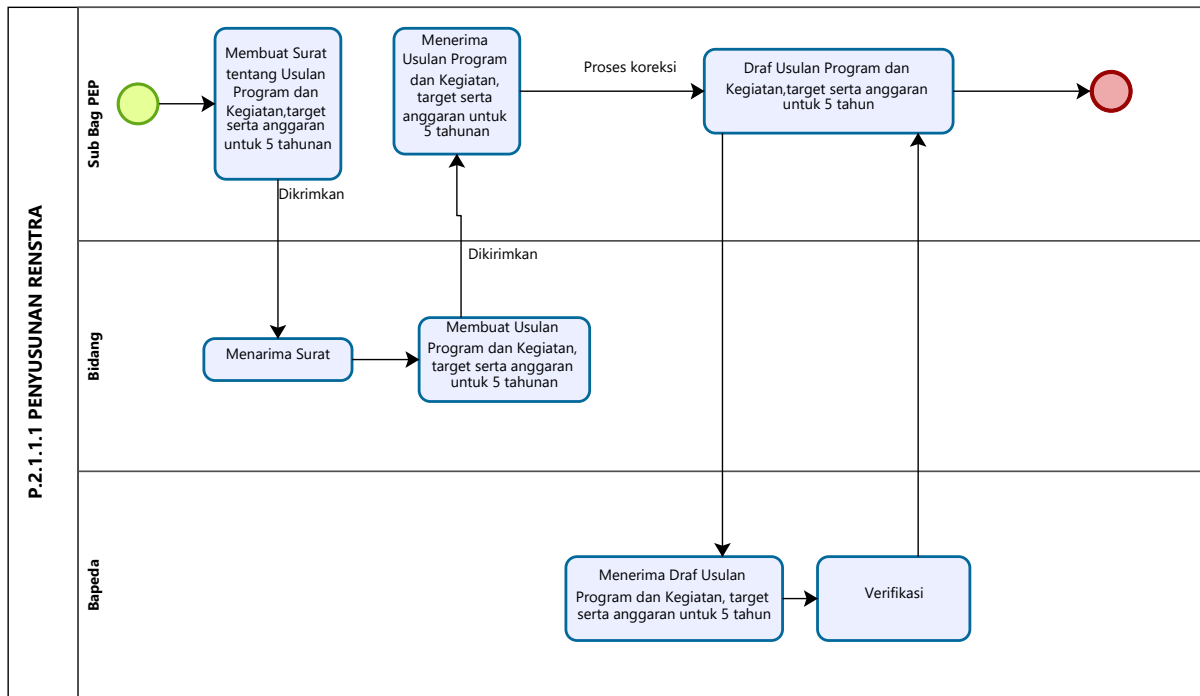 P.2.1.1.1 PENYUSUNAN RENSTRA
Sub Bag PEP
Membuat Surat
tentang Usulan
Program dan
Kegiatan,target
serta anggaran
untuk 5 tahunan
Dikrimkan
Menerima
Usulan Program
dan Kegiatan,
target serta
anggaran untuk
5 tahunan
Proses koreksi
Draf Usulan Program dan
Kegiatan,target serta anggaran
untuk 5 tahun
Bidang
Dikirimkan
Menarima Surat
Membuat Usulan
Program dan Kegiatan,
target serta anggaran
untuk 5 tahunan
Bapeda
Menerima Draf Usulan
Program dan Kegiatan, target
serta anggaran untuk 5 tahun
Verifikasi